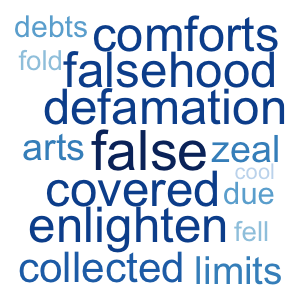 debts comforts
fold falsehood
defamation
arts false zeal
cool
covered due
enlighten fell
collected limits